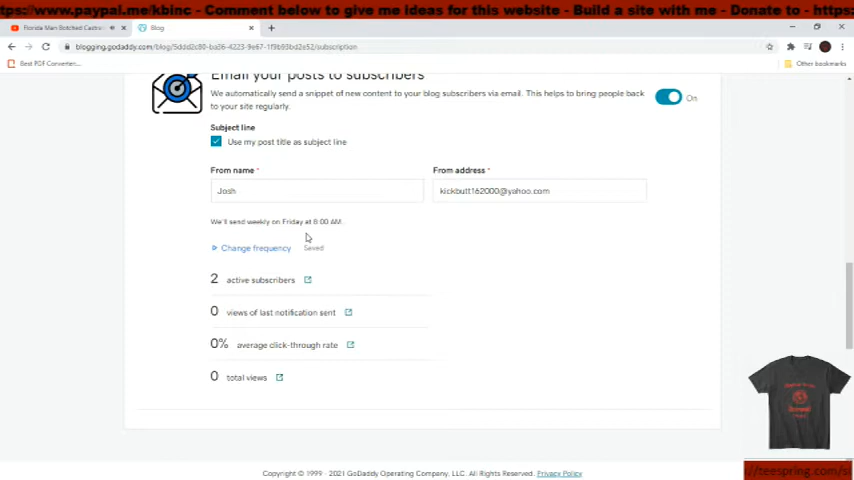 ttps://www.paypal.me/kbinc - Comment below to give me ideas for this website - Build a site with me - Donate to - https:
Florida Man Botched Castra
Blog
blogging.godaddy.com/blog/5ddd2c80-ba36-4223-9e67-1f9b93bd2e52/subscription
Best PDF Converter...
Other bookmarks
Email your posts to subscribers
We automatically send a snippet of new content to your blog subscribers via email. This helps to bring people back
to your site regularly.
On
Subject line
Use my post title as subject line
From name *
From address *
Josh
kickbutt162000@yahoo.com
We'll send weekly on Friday at 8:00 AM.
Change frequency
Saved
2 active subscribers
0 views of last notification sent
0% average click-through rate
0 total views
Copyright © 1999 - 2021 GoDaddy Operating Company, LLC. All Rights Reserved. Privacy Policy
://teespring.com/s